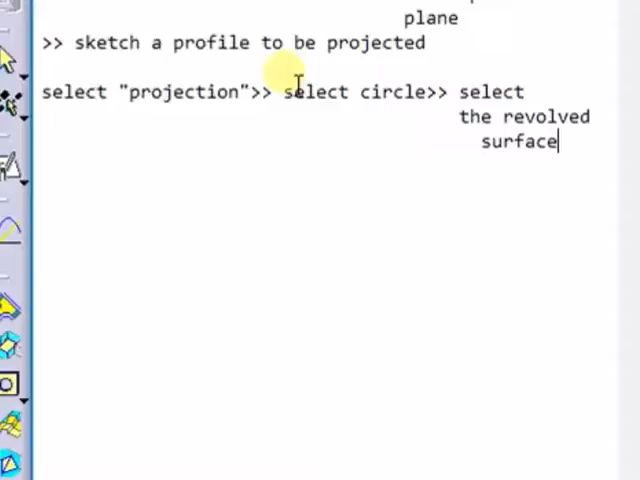 plane
>> sketch a profile to be projected
select "projection">> select circle>> select
the revolved
surface